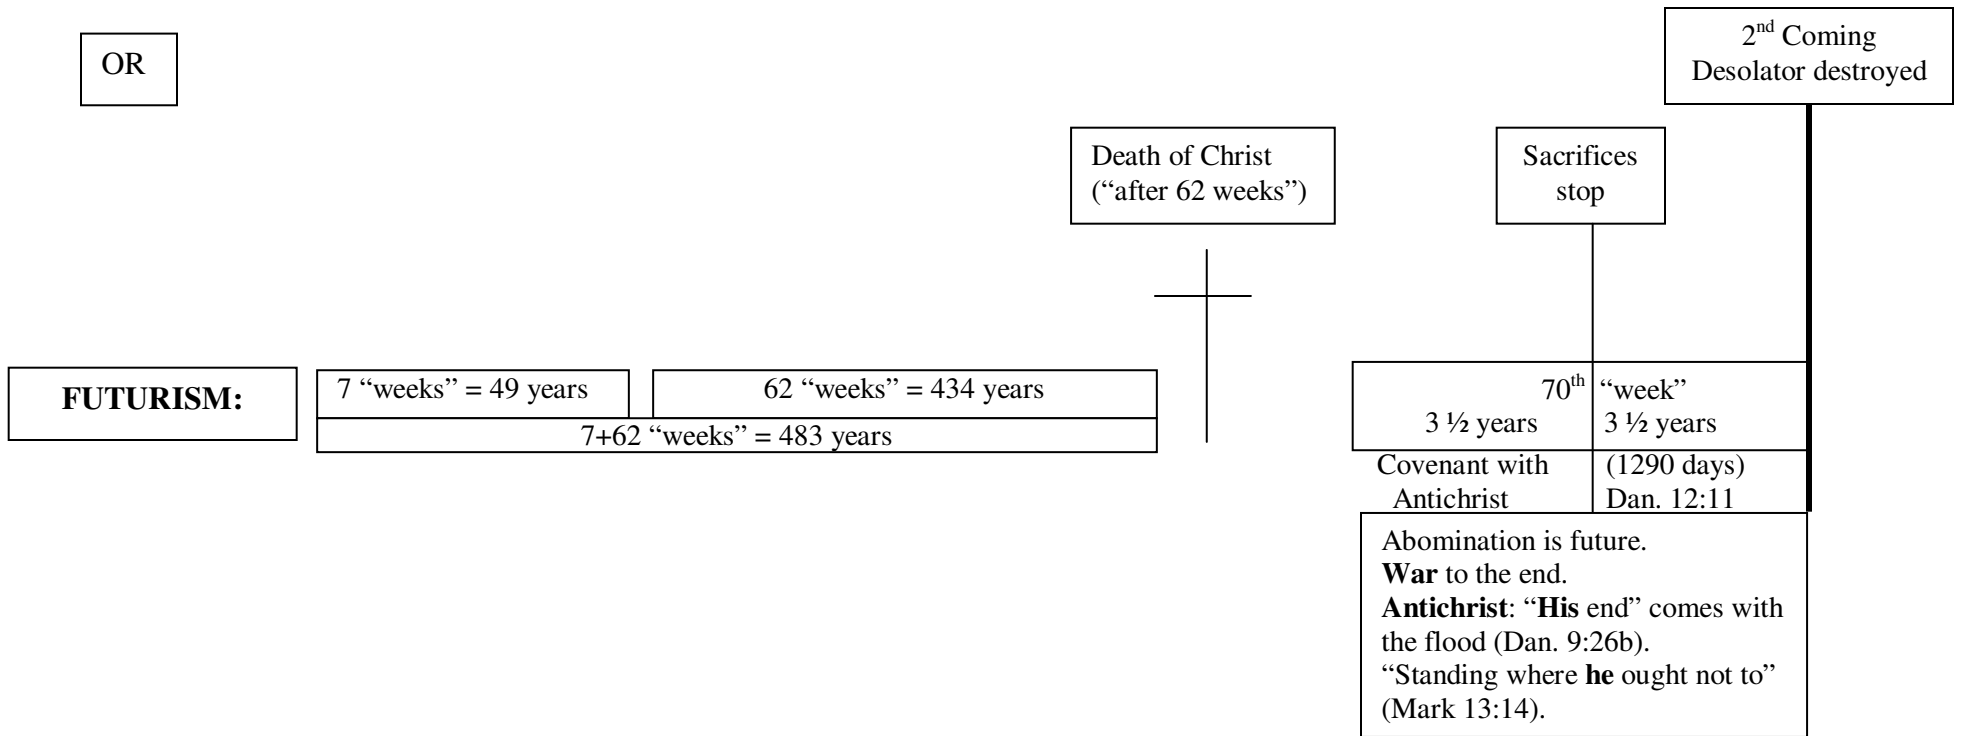 OR
2nd Coming
Desolator destroyed
Death of Christ
(“after 62 weeks”)
Sacrifices
stop
FUTURISM:
7 “weeks” = 49 years
62 “weeks” = 434 years
7+62 “weeks” = 483 years
70th “week”
3 ½ years 3 ½ years
Covenant with (1290 days)
Antichrist Dan. 12:11
Abomination is future.
War to the end.
Antichrist: “His end” comes with
the flood (Dan. 9:26b).
“Standing where he ought not to”
(Mark 13:14).